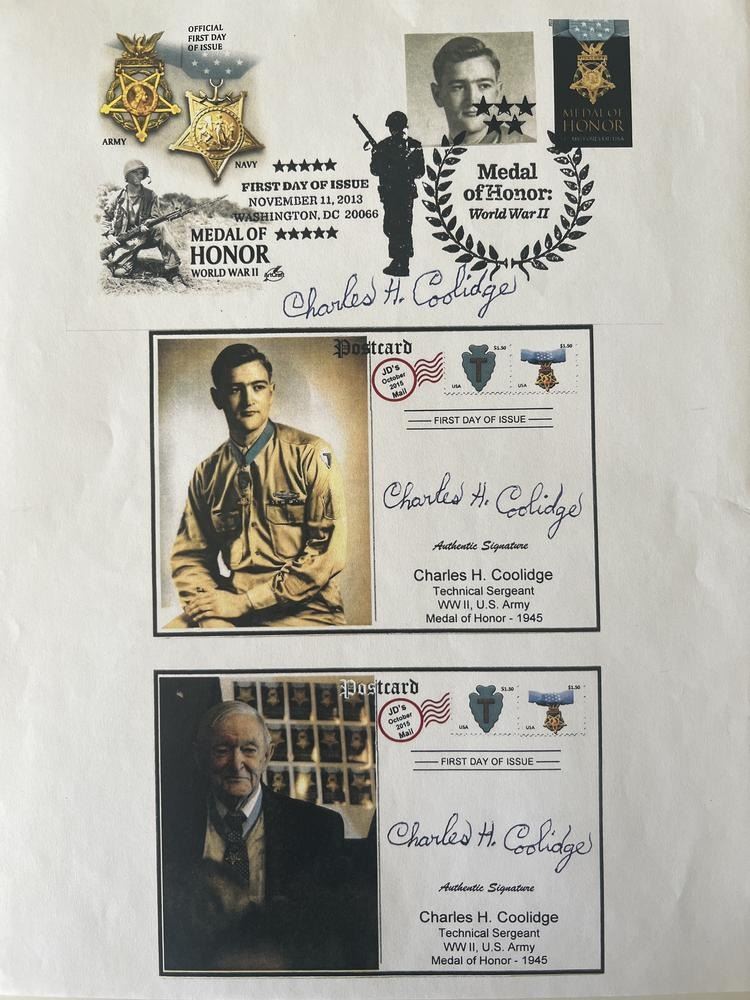 OFFICIAL
FIRST DAY
OF ISSUE
ARMY
NAVY
MEDAL OF
HONOR
FIRST DAY OF ISSUE
NOVEMBER 11, 2013
WASHINGTON, DC 20066
MEDAL OF
HONOR
WORLD WAR II
ArtCraft
Medal
of Honor:
World War II
Charles H. Coolidge
Postcard
JD's
October
2015
Mail
USA
$1.50
USA
$1.50
FIRST DAY OF ISSUE
Charles H. Coolidge
Authentic Signature
Charles H. Coolidge
Technical Sergeant
WW II, U.S. Army
Medal of Honor - 1945
Postcard
JD's
October
2015
Mail
USA
$1.50
USA
$1.50
FIRST DAY OF ISSUE
Charles H. Coolidge
Authentic Signature
Charles H. Coolidge
Technical Sergeant
WW II, U.S. Army
Medal of Honor - 1945